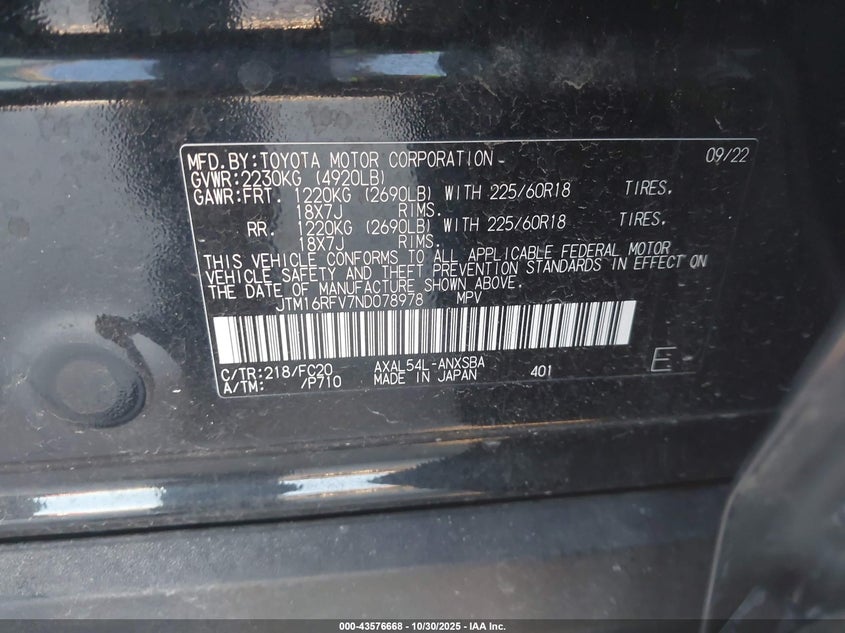 MFD.BY:TOYOTA MOTOR CORPORATION 09/22
GVWR:2230KG (4920LB)
GAWR:FRT. 1220KG (2690LB) WITH 225/60R18 TIRES.
18X7J RIMS.
RR. 1220KG (2690LB) WITH 225/60R18 TIRES.
18X7J RIMS.
THIS VEHICLE CONFORMS TO ALL APPLICABLE FEDERAL MOTOR
VEHICLE SAFETY AND THEFT PREVENTION STANDARDS IN EFFECT ON
THE DATE OF MANUFACTURE SHOWN ABOVE.
JTM16RFV7ND078978 MPV
C/TR:218/FC20 AXAL54L-ANXSBA
A/TM: /P710 MADE IN JAPAN 401 E
000-43576668 - 10/30/2025 - IAA Inc.